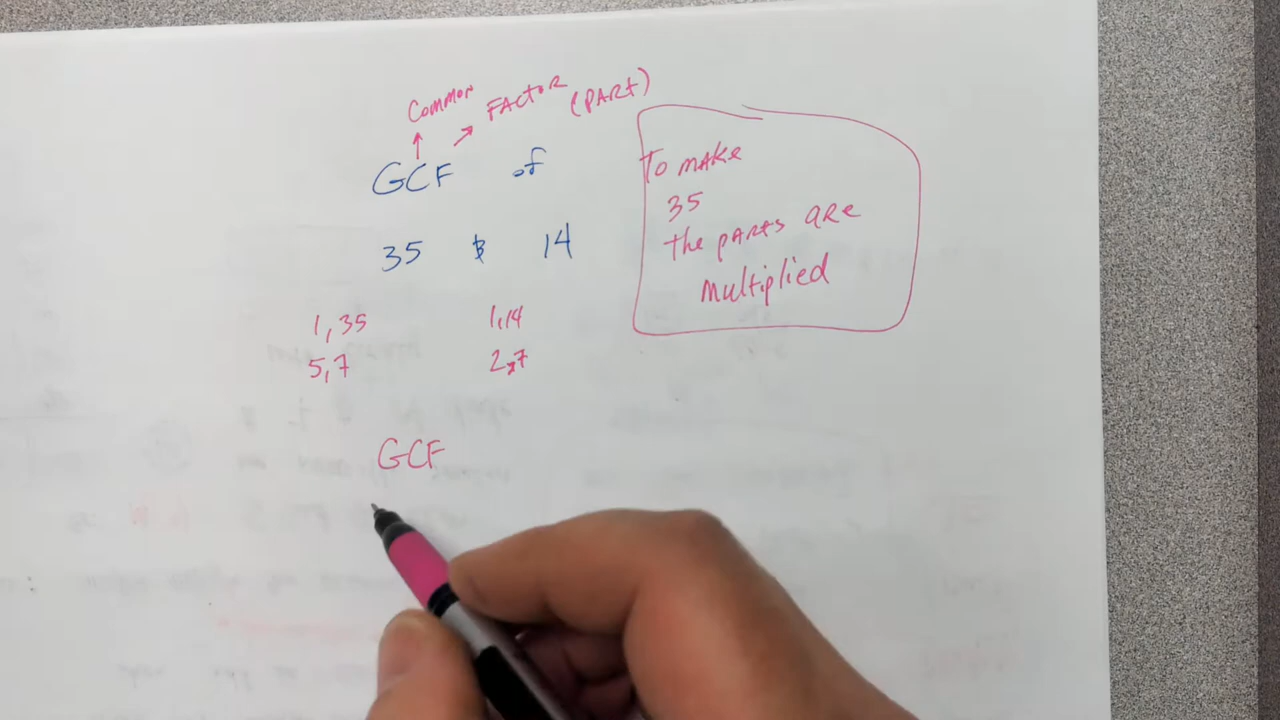 Common FACTOR (PART)
GCF of
35 & 14
1,35 1,14
5,7 2,7
GCF
To make
35
the parts are
multiplied